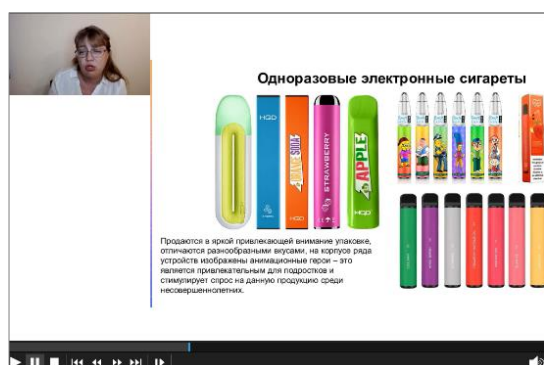 Одноразовые электронные сигареты
HQD
HQD
STRAWBERRY
APPLE
HQD
Продаются в яркой привлекающей внимание упаковке,
отличаются разнообразными вкусами, на корпусе ряда
устройств изображены анимационные герои – это
является привлекательным для подростков и
стимулирует спрос на данную продукцию среди
несовершеннолетних.